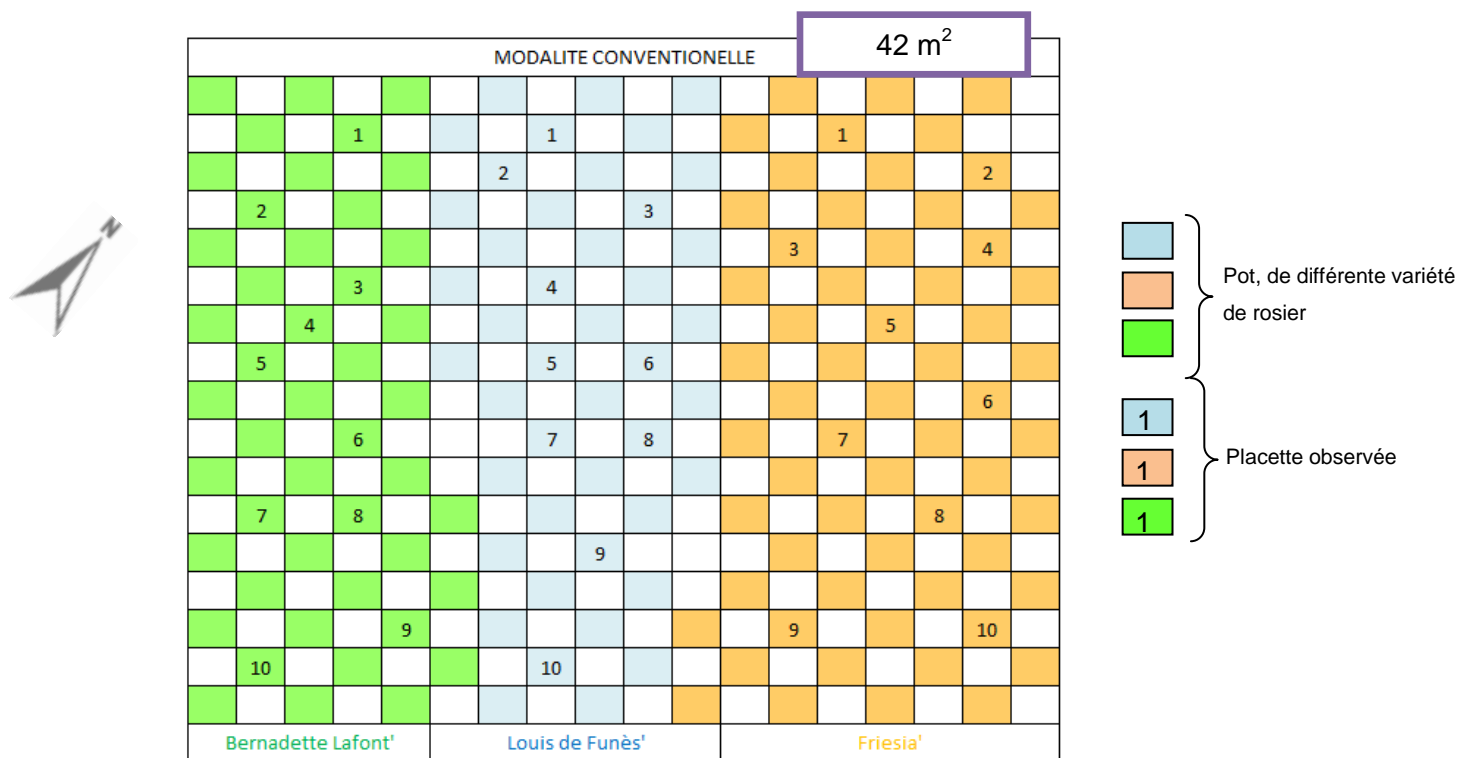 42 m²
MODALITE CONVENTIONELLE
N
1 1 1
2 2
2 3
3 4
3 4
4 5
5 5 6
6
6 7 8 7
7 8 8
9
9 9 10
10 10
Bernadette Lafont' Louis de Funès' Friesia'
Pot, de différente variété
de rosier
1
1
1
Placette observée